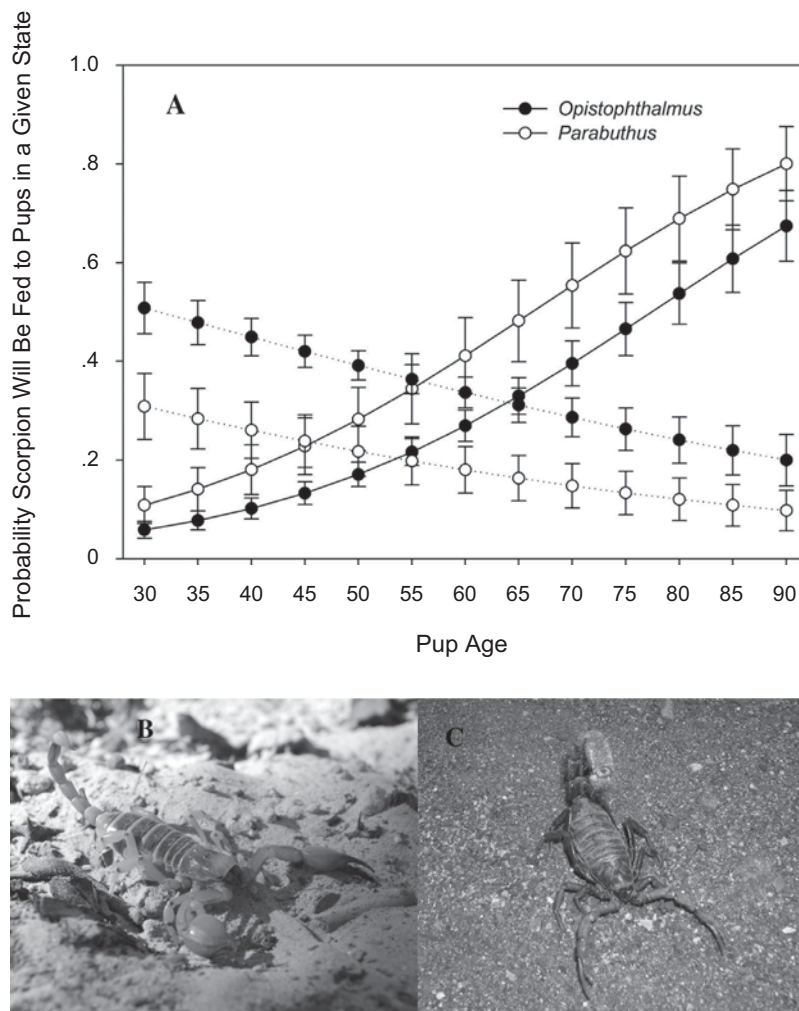 Probability Scorpion Will Be Fed to Pups in a Given State
1.0
.8
.6
.4
.2
0
A
Opistophthalmus
Parabuthus
30 35 40 45 50 55 60 65 70 75 80 85 90
Pup Age
B
C